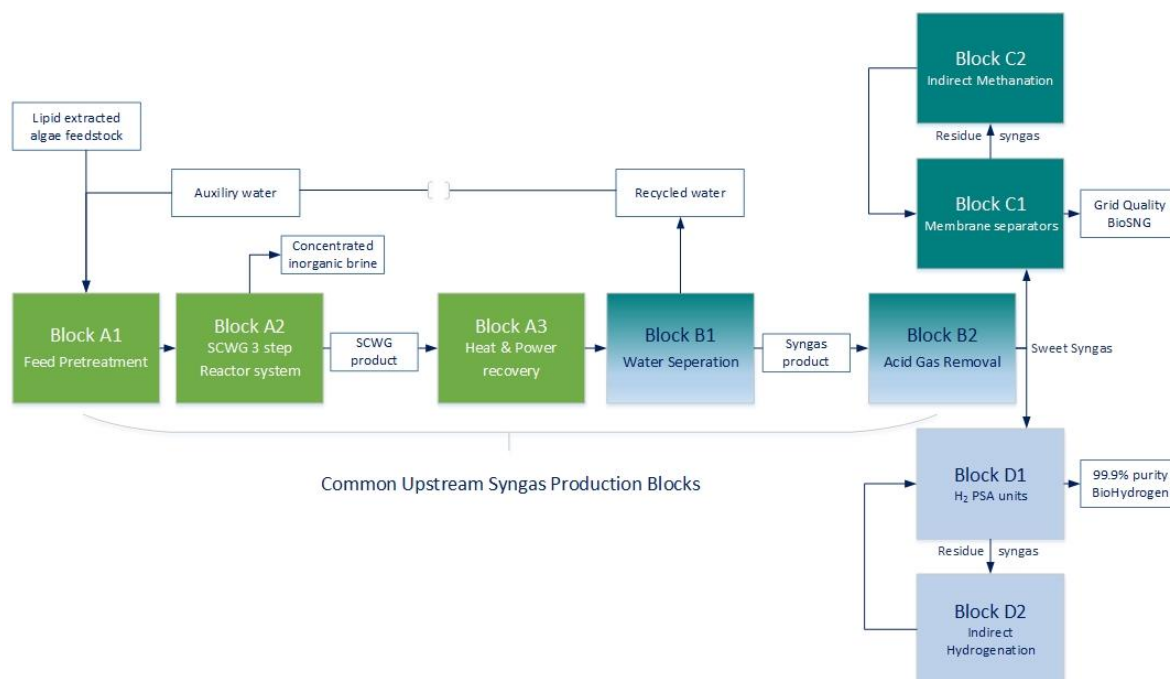 Block C2
Indirect Methanation
Lipid extracted
algae feedstock
Residue syngas
Auxiliry water
Recycled water
Block C1
Membrane separators
Grid Quality
BioSNG
Concentrated
inorganic brine
Block A1
Feed Pretreatment
Block A2
SCWG 3 step
Reactor system
SCWG
product
Block A3
Heat & Power
recovery
Block B1
Water Seperation
Syngas
product
Block B2
Acid Gas Removal
Sweet Syngas
Common Upstream Syngas Production Blocks
Block D1
H₂ PSA units
99.9% purity
BioHydrogen
Residue syngas
Block D2
Indirect
Hydrogenation